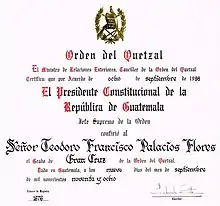 Orden del Quetzal
El Ministro de Relaciones Exteriores, Canciller de la Orden del Quetzal
Certifica que por Acuerdo de ocho de septiembre de 1998
El Presidente Constitucional de la
República de Guatemala
Jefe Supremo de la Orden
confirió al
Señor Teodoro Francisco Palacios Flores
el Grado de Gran Cruz de la Orden del Quetzal.
Dado en Guatemala, a los nueve días del mes de septiembre
de mil novecientos noventa y ocho